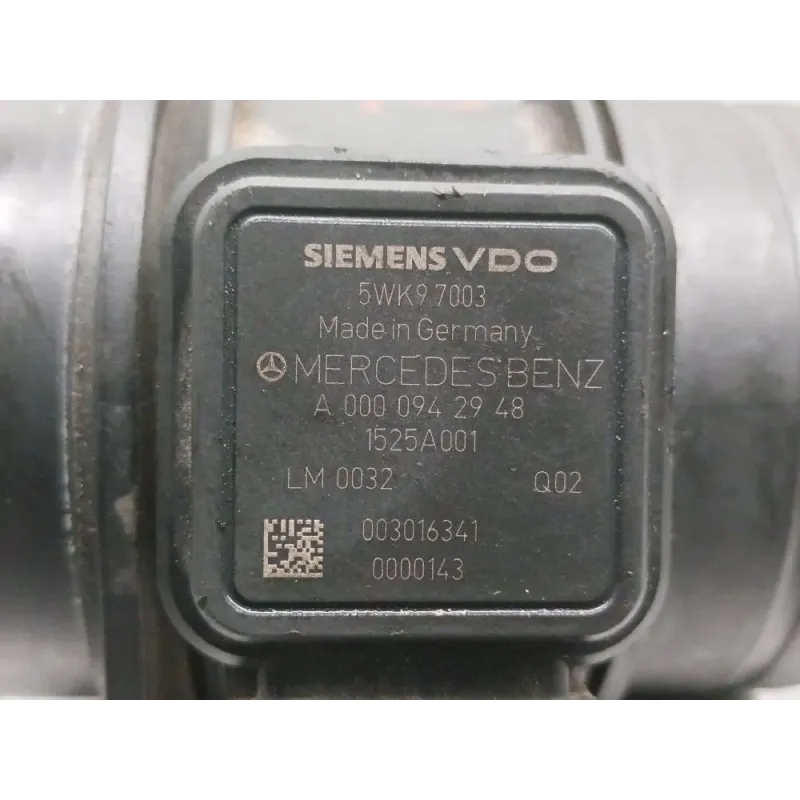 SIEMENS VDO
5WK9 7003
Made in Germany
MERCEDES BENZ
A 000 094 29 48
1525A001
LM 0032 Q02
003016341
0000143